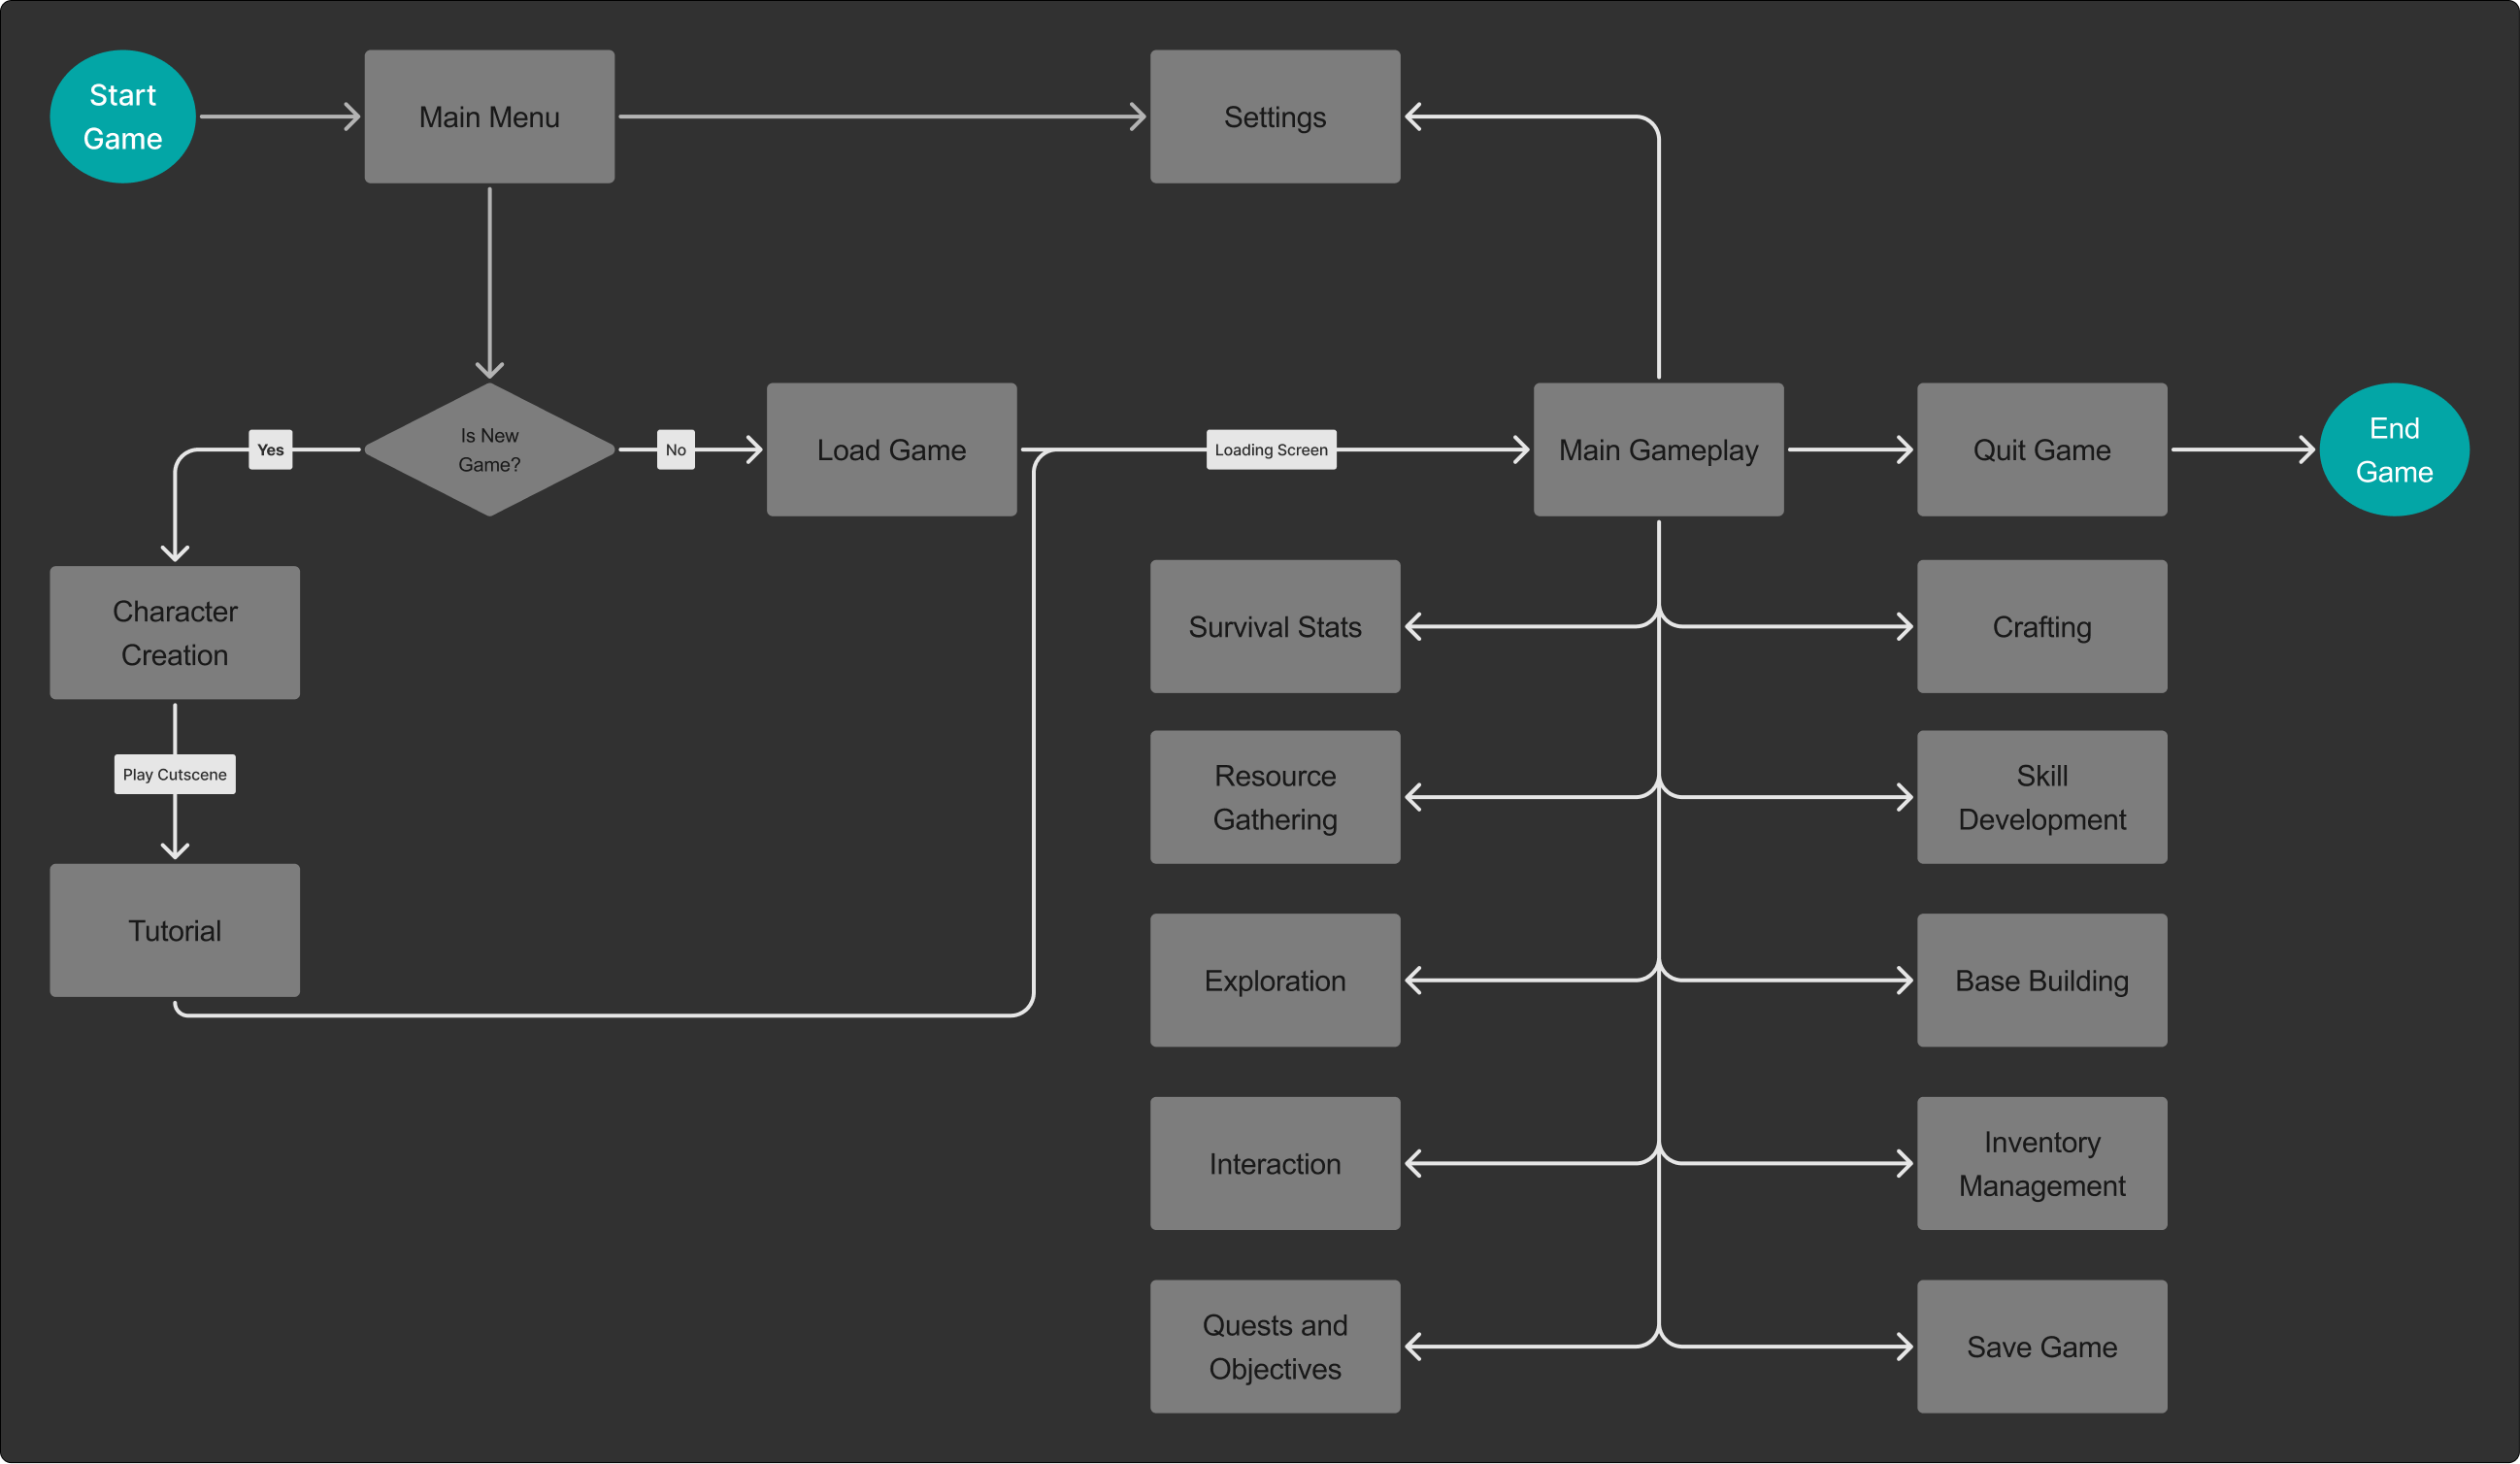 Start
Game
Main Menu
Settings
Is New
Game?
Yes
No
Load Game
Loading Screen
Main Gameplay
Quit Game
End
Game
Character
Creation
Survival Stats
Crafting
Play Cutscene
Resource
Gathering
Skill
Development
Tutorial
Exploration
Base Building
Interaction
Inventory
Management
Quests and
Objectives
Save Game